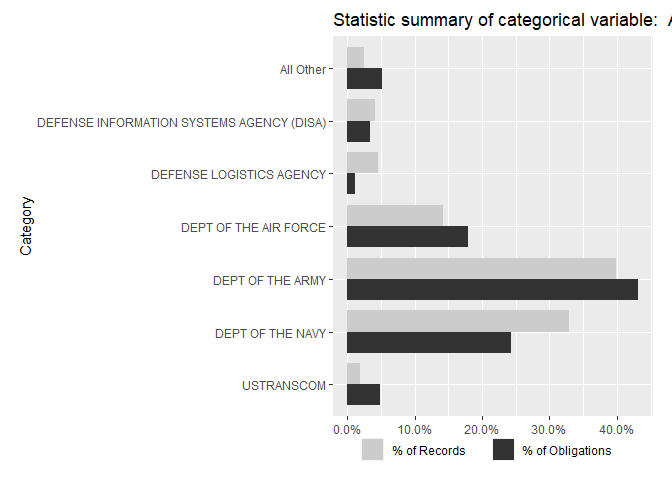 Statistic summary of categorical variable:
All Other
DEFENSE INFORMATION SYSTEMS AGENCY (DISA)
DEFENSE LOGISTICS AGENCY
DEPT OF THE AIR FORCE
DEPT OF THE ARMY
DEPT OF THE NAVY
USTRANSCOM
Category
0.0% 10.0% 20.0% 30.0% 40.0%
% of Records % of Obligations